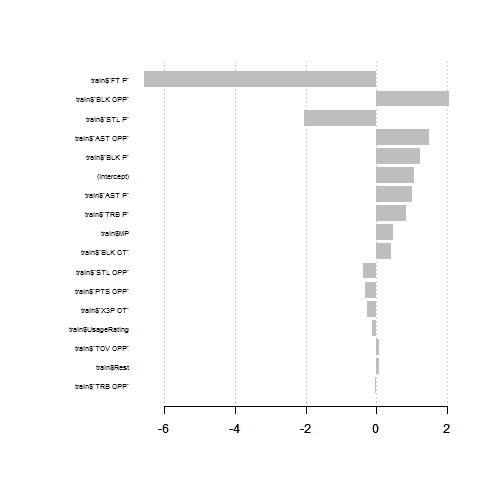 train$"FT P"
train$"BLK OPP"
train$"STL P"
train$"AST OPP"
train$"BLK P"
(Intercept)
train$"AST P"
train$"TRB P"
train$MP
train$"BLK OT"
train$"STL OPP"
train$"PTS OPP"
train$"X3P OT"
train$UsageRating
train$"TOV OPP"
train$Rest
train$"TRB OPP"
-6 -4 -2 0 2